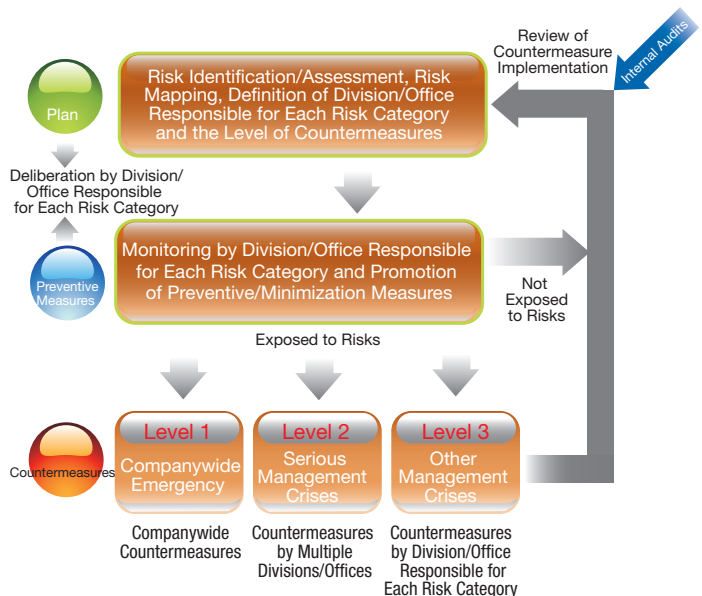 Review of
Countermeasure
Implementation
Internal Audits
Plan
Risk Identification/Assessment, Risk
Mapping, Definition of Division/Office
Responsible for Each Risk Category
and the Level of Countermeasures
Deliberation by Division/
Office Responsible
for Each Risk Category
Preventive
Measures
Monitoring by Division/Office Responsible
for Each Risk Category and Promotion
of Preventive/Minimization Measures
Not
Exposed
to Risks
Exposed to Risks
Countermeasures
Level 1
Companywide
Emergency
Level 2
Serious
Management
Crises
Level 3
Other
Management
Crises
Companywide
Countermeasures
Countermeasures
by Multiple
Divisions/Offices
Countermeasures
by Division/Office
Responsible for
Each Risk Category